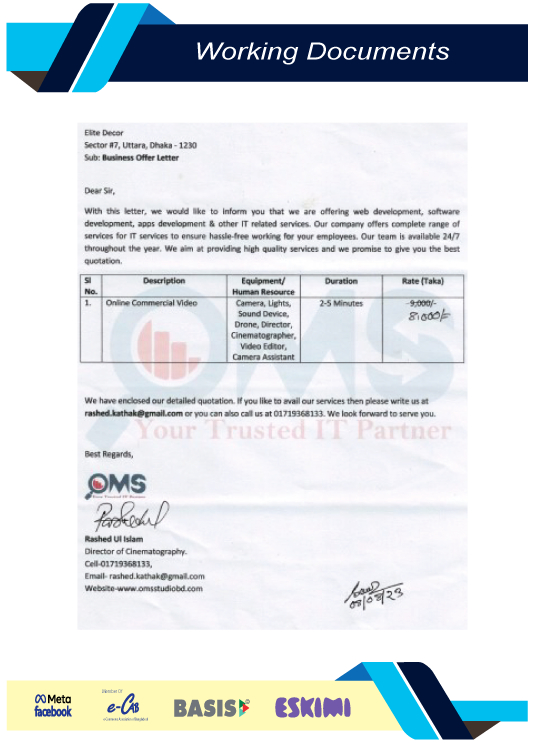 Working Documents
Elite Decor
Sector #7, Uttara, Dhaka - 1230
Sub: Business Offer Letter
Dear Sir,
With this letter, we would like to inform you that we are offering web development, software
development, apps development & other IT related services. Our company offers complete range of
services for IT services to ensure hassle-free working for your employees. Our team is available 24/7
throughout the year. We aim at providing high quality services and we promise to give you the best
quotation.
Sl No. Description Equipment/ Human Resource Duration Rate (Taka)
1. Online Commercial Video Camera, Lights, 2-5 Minutes 9,000/-
Sound Device, 8,000/=
Drone, Director,
Cinematographer,
Video Editor,
Camera Assistant
OMS
We have enclosed our detailed quotation. If you like to avail our services then please write us at
rashed.kathak@gmail.com or you can also call us at 01719368133. We look forward to serve you.
Your Trusted IT Partner
Best Regards,
OMS
Your Trusted IT Partner
Rashed Ul Islam
Director of Cinematography.
Cell-01719368133,
Email- rashed.kathak@gmail.com
Website-www.omsstudiobd.com
08/08/23
Meta
facebook
Member Of
e-CAB
BASIS
ESKIMI